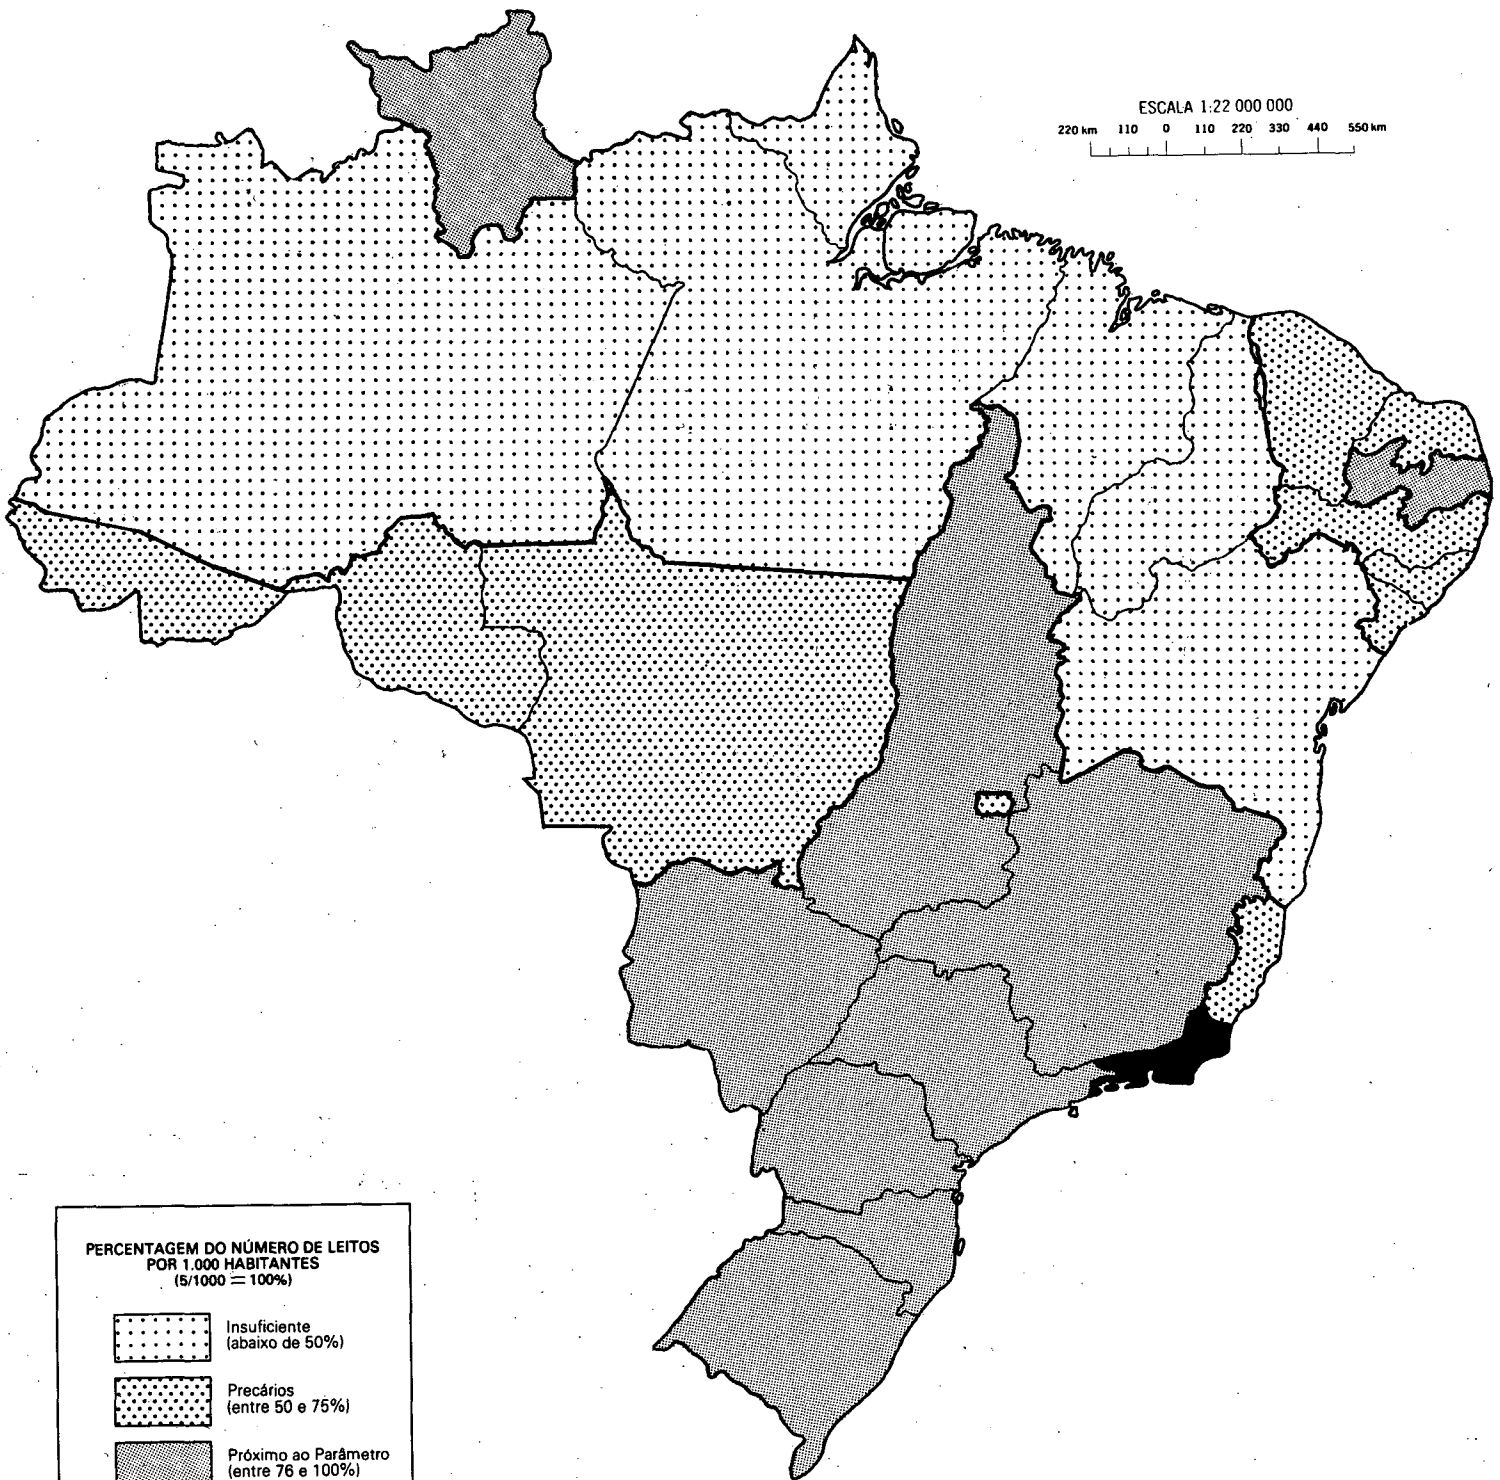 ESCALA 1:22 000 000
220 km 110 0 110 220 330 440 550 km
PERCENTAGEM DO NÚMERO DE LEITOS
POR 1.000 HABITANTES
(5/1000 = 100%)
Insuficiente
(abaixo de 50%)
Precários
(entre 50 e 75%)
Próximo ao Parâmetro
(entre 76 e 100%)